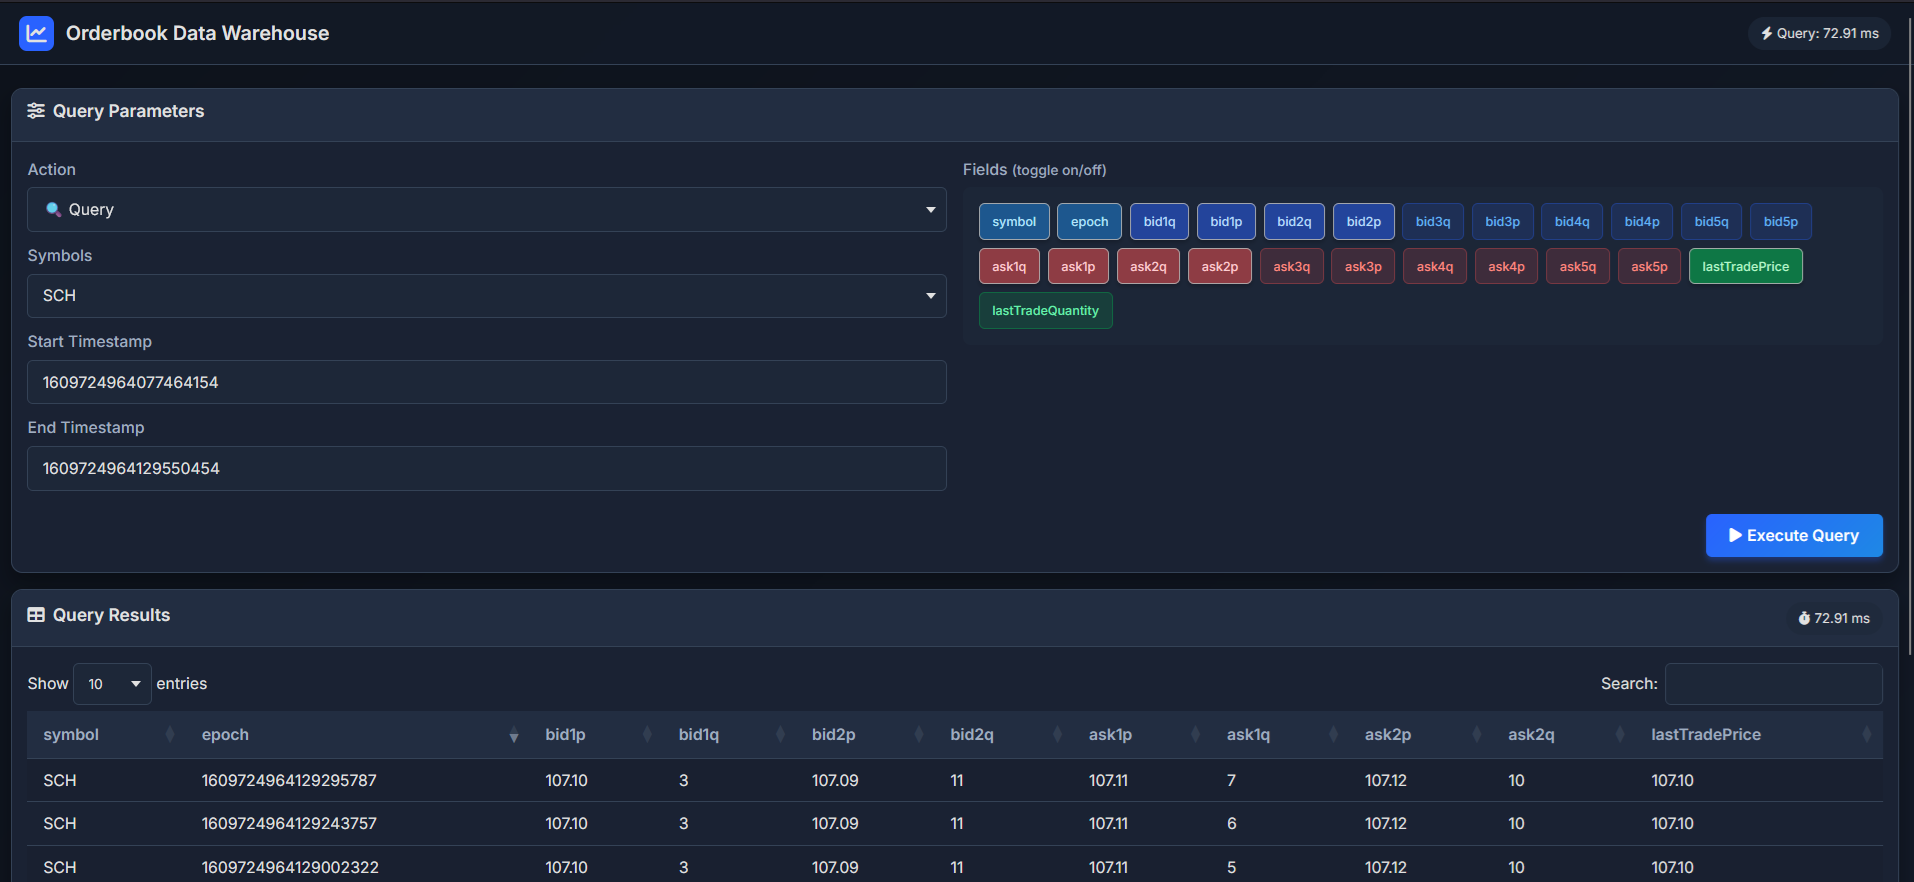 Orderbook Data Warehouse
Query: 72.91 ms
Query Parameters
Action
Query
Symbols
SCH
Start Timestamp
1609724964077464154
End Timestamp
1609724964129550454
Fields (toggle on/off)
symbol epoch bid1q bid1p bid2q bid2p bid3q bid3p bid4q bid4p bid5q bid5p
ask1q ask1p ask2q ask2p ask3q ask3p ask4q ask4p ask5q ask5p lastTradePrice
lastTradeQuantity
Execute Query
Query Results
72.91 ms
Show 10 entries
Search:
symbol epoch bid1p bid1q bid2p bid2q ask1p ask1q ask2p ask2q lastTradePrice
SCH 1609724964129295787 107.10 3 107.09 11 107.11 7 107.12 10 107.10
SCH 1609724964129243757 107.10 3 107.09 11 107.11 6 107.12 10 107.10
SCH 1609724964129002322 107.10 3 107.09 11 107.11 5 107.12 10 107.10